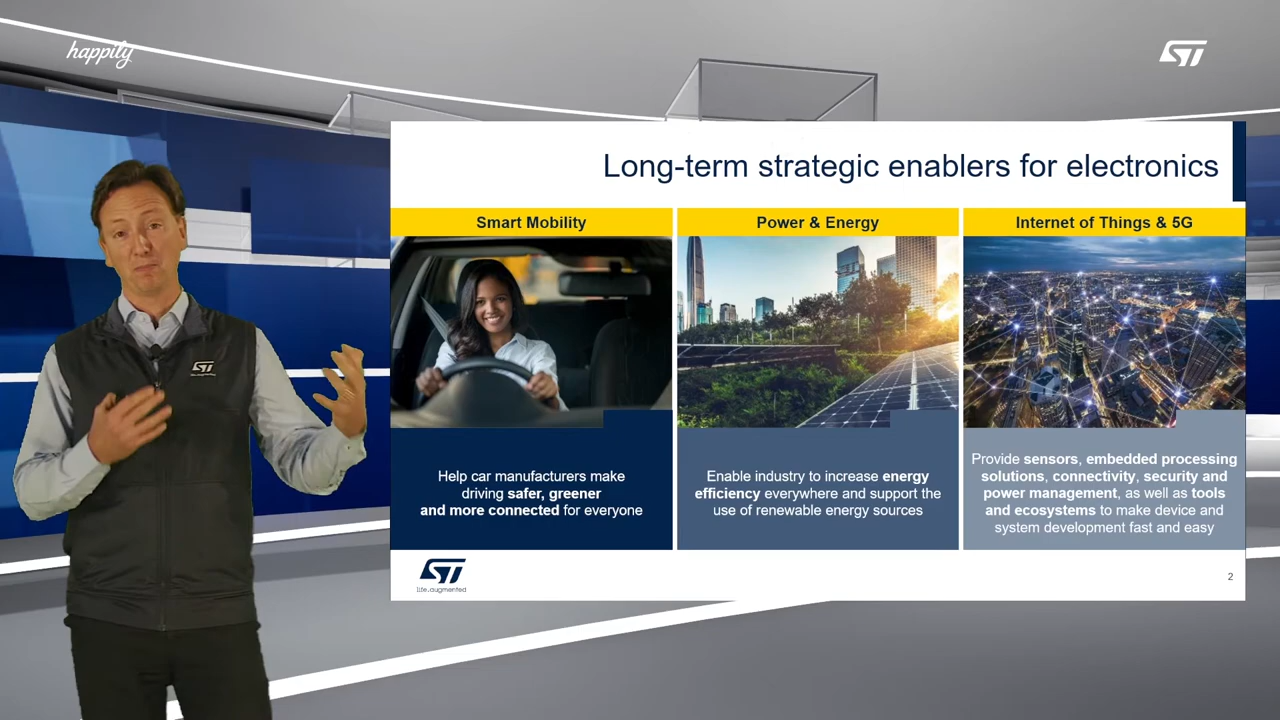 happily
ST
Long-term strategic enablers for electronics
Smart Mobility
Power & Energy
Internet of Things & 5G
ST
life.augmented
Help car manufacturers make
driving safer, greener
and more connected for everyone
Enable industry to increase energy
efficiency everywhere and support the
use of renewable energy sources
Provide sensors, embedded processing
solutions, connectivity, security and
power management, as well as tools
and ecosystems to make device and
system development fast and easy
ST
life.augmented
2